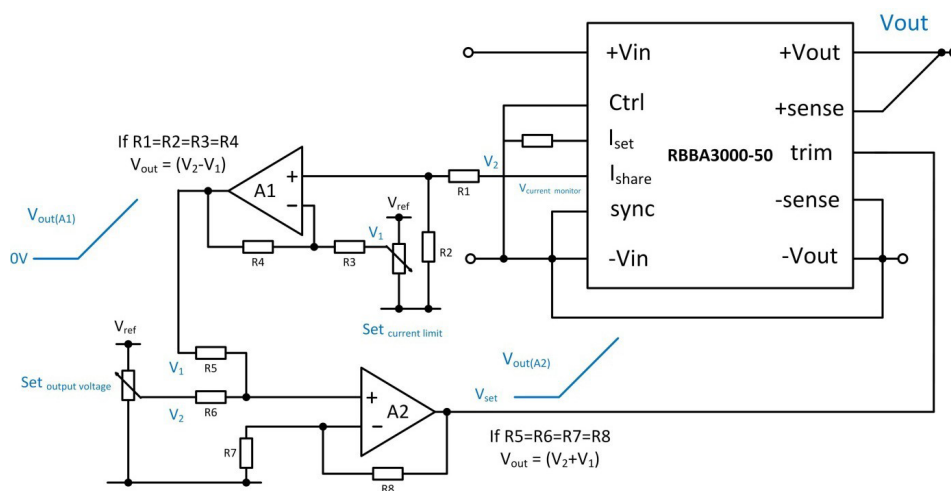 Vout
+Vin
+Vout
Ctrl
+sense
If R1=R2=R3=R4
Vout = (V2-V1)
Iset
RBBA3000-50
trim
V2
A1
+
−
R1
Vcurrent monitor
Ishare
Vref
sync
-sense
Vout(A1)
V1
R2
0V
R4
R3
-Vin
-Vout
Set current limit
Vref
Vout(A2)
V1
R5
Set output voltage
Vset
V2
R6
+
A2
−
If R5=R6=R7=R8
Vout = (V2+V1)
R7
R8